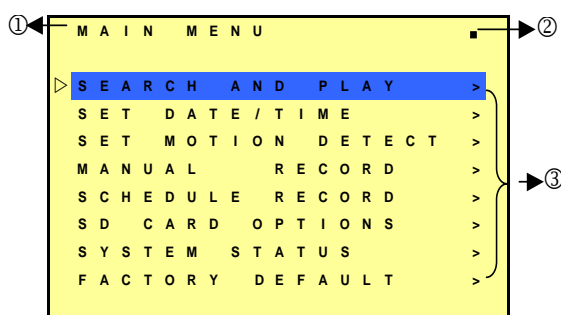 ① MAIN MENU ②
▷ SEARCH AND PLAY >
SET DATE/TIME >
SET MOTION DETECT >
MANUAL RECORD >
SCHEDULE RECORD >
SD CARD OPTIONS >
SYSTEM STATUS >
FACTORY DEFAULT >
③